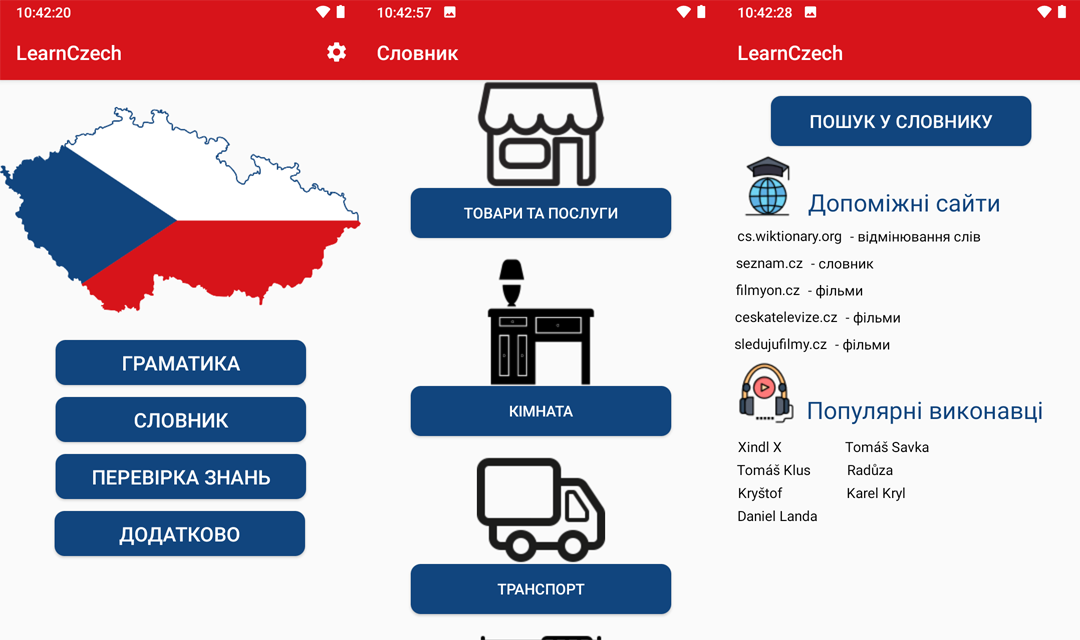 10:42:20
LearnCzech
ГРАМАТИКА
СЛОВНИК
ПЕРЕВІРКА ЗНАНЬ
ДОДАТКОВО
10:42:57
Словник
ТОВАРИ ТА ПОСЛУГИ
КІМНАТА
ТРАНСПОРТ
10:42:28
LearnCzech
ПОШУК У СЛОВНИКУ
Допоміжні сайти
cs.wiktionary.org - відмінювання слів
seznam.cz - словник
filmyon.cz - фільми
ceskatelevize.cz - фільми
sledujufilmy.cz - фільми
Популярні виконавці
Xindl X Tomáš Savka
Tomáš Klus Radůza
Kryštof Karel Kryl
Daniel Landa